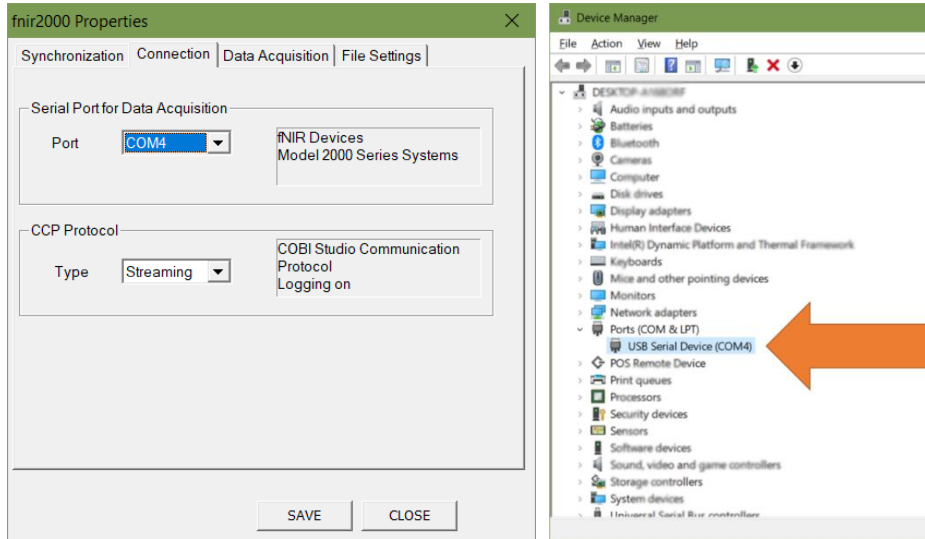 fnir2000 Properties
Synchronization Connection Data Acquisition File Settings
Serial Port for Data Acquisition
Port COM4
fNIR Devices
Model 2000 Series Systems
CCP Protocol
Type Streaming
COBI Studio Communication
Protocol
Logging on
SAVE CLOSE
Device Manager
File Action View Help
Audio inputs and outputs
Batteries
Bluetooth
Cameras
Computer
Disk drives
Display adapters
Human Interface Devices
Intel(R) Dynamic Platform and Thermal Framework
Keyboards
Mice and other pointing devices
Monitors
Network adapters
Ports (COM & LPT)
USB Serial Device (COM4)
POS Remote Device
Print queues
Processors
Security devices
Sensors
Software devices
Sound, video and game controllers
Storage controllers
System devices
Universal Serial Bus controllers